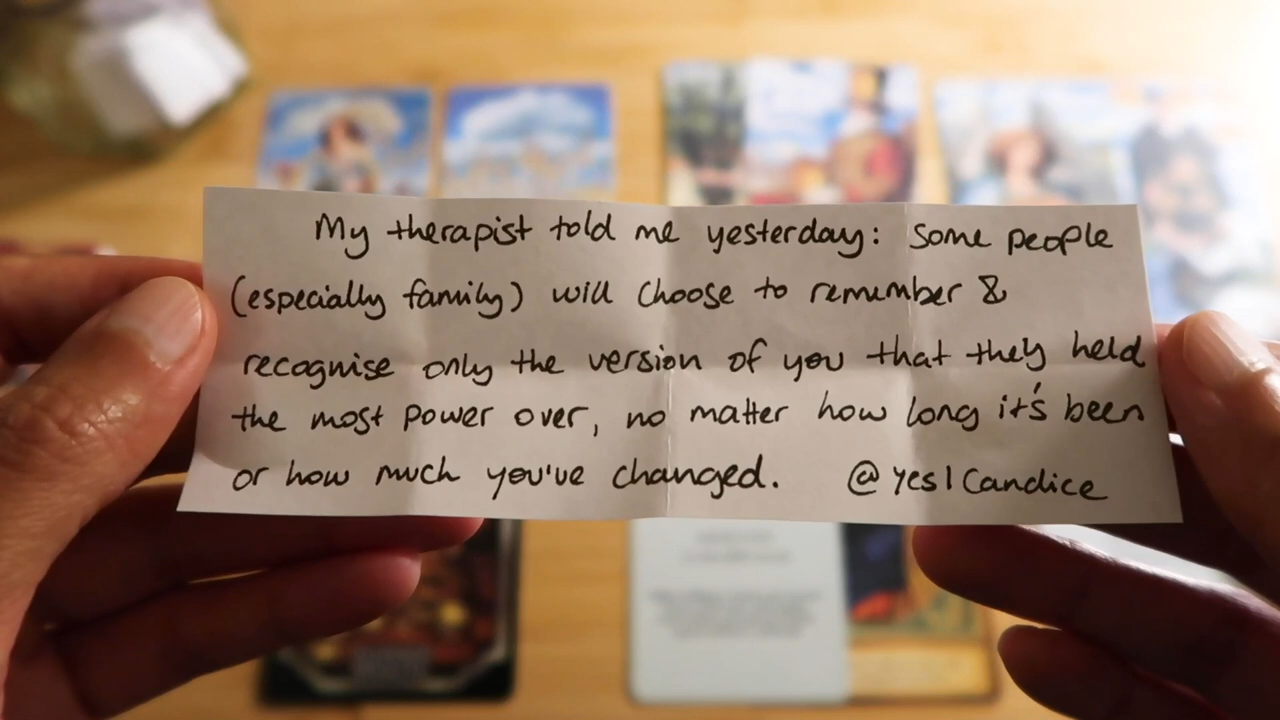 My therapist told me yesterday: Some people
(especially family) will choose to remember &
recognise only the version of you that they held
the most power over, no matter how long it's been
or how much you've changed. @yesICandice